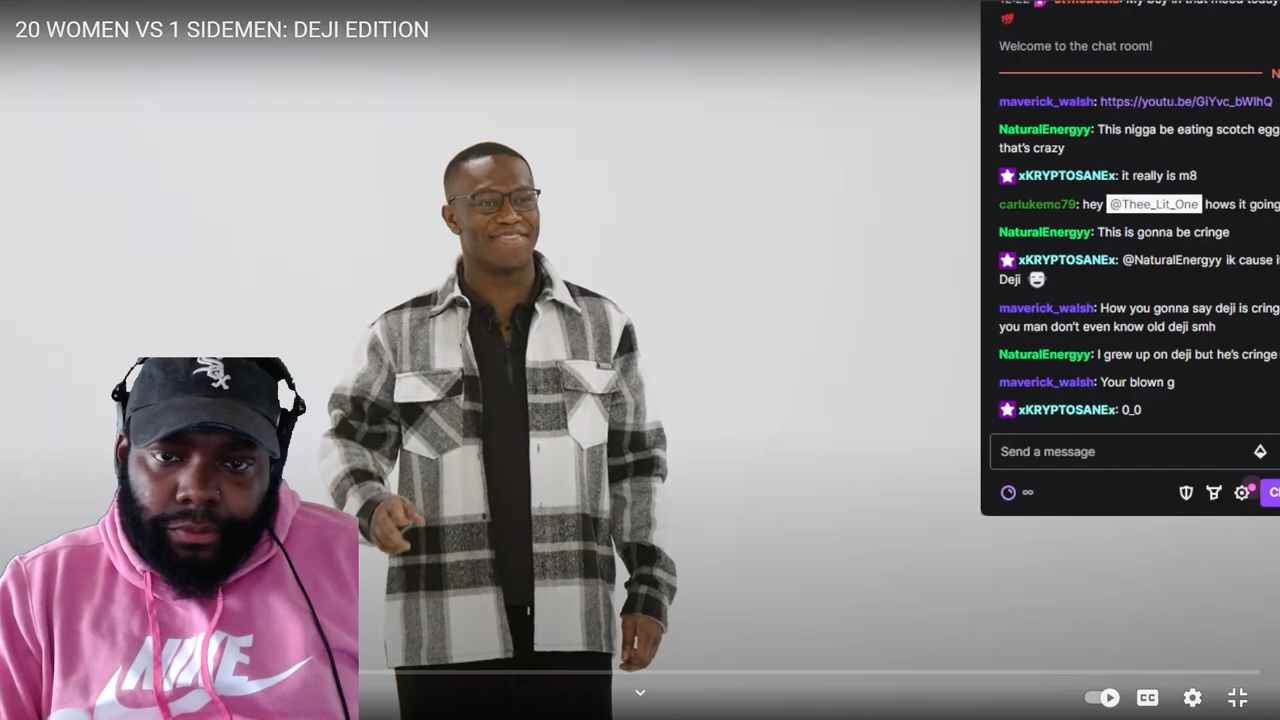 20 WOMEN VS 1 SIDEMEN: DEJI EDITION
Welcome to the chat room!
maverick_walsh: https://youtu.be/GiYvc_bWlhQ
NaturalEnergyy: This nigga be eating scotch egg
that's crazy
xKRYPTOSANEx: it really is m8
carlukemc79: hey @Thee_Lit_One hows it going
NaturalEnergyy: This is gonna be cringe
xKRYPTOSANEx: @NaturalEnergyy ik cause i
Deji
maverick_walsh: How you gonna say deji is cring
you man don't even know old deji smh
NaturalEnergyy: I grew up on deji but he's cringe
maverick_walsh: Your blown g
xKRYPTOSANEx: 0_0
Send a message
CC
NIKE
SOX